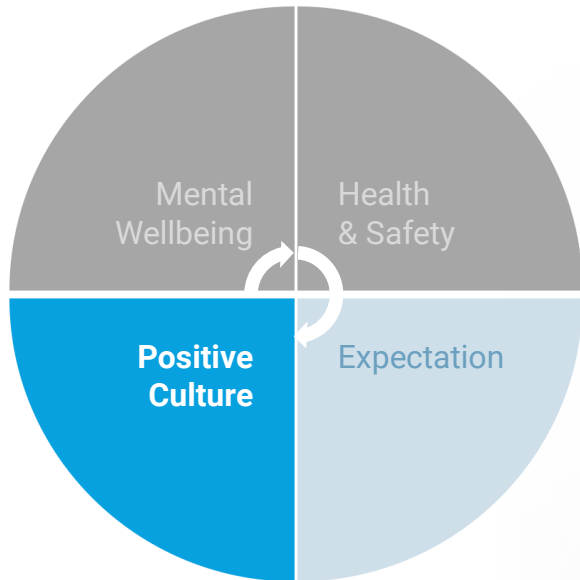 Mental
Wellbeing
Health
& Safety
Positive
Culture
Expectation